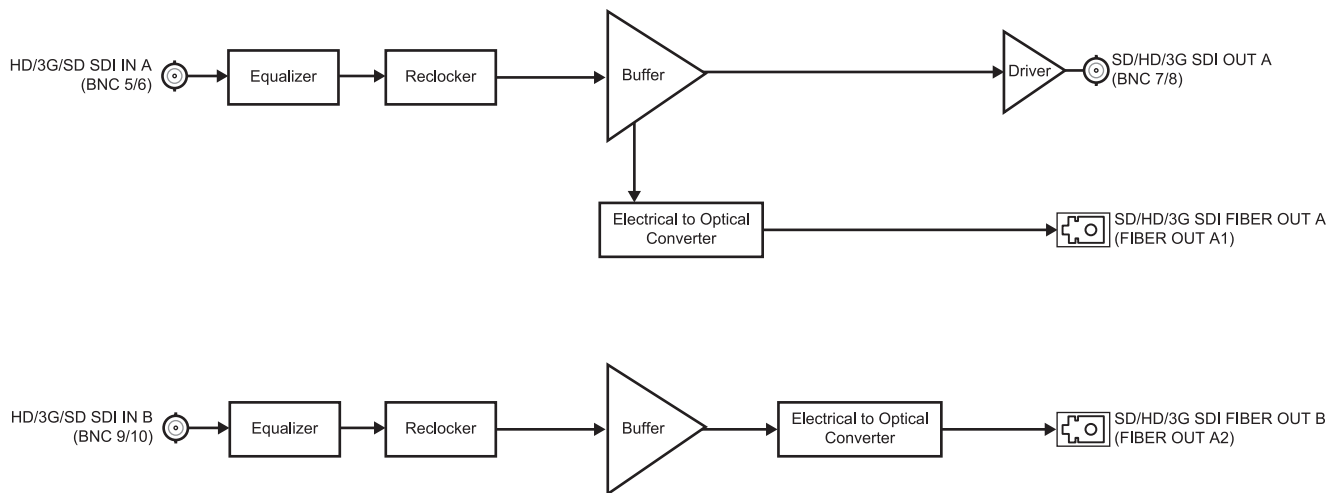 HD/3G/SD SDI IN A
(BNC 5/6)
Equalizer
Reclocker
Buffer
Driver
SD/HD/3G SDI OUT A
(BNC 7/8)
Electrical to Optical
Converter
SD/HD/3G SDI FIBER OUT A
(FIBER OUT A1)
HD/3G/SD SDI IN B
(BNC 9/10)
Equalizer
Reclocker
Buffer
Electrical to Optical
Converter
SD/HD/3G SDI FIBER OUT B
(FIBER OUT A2)